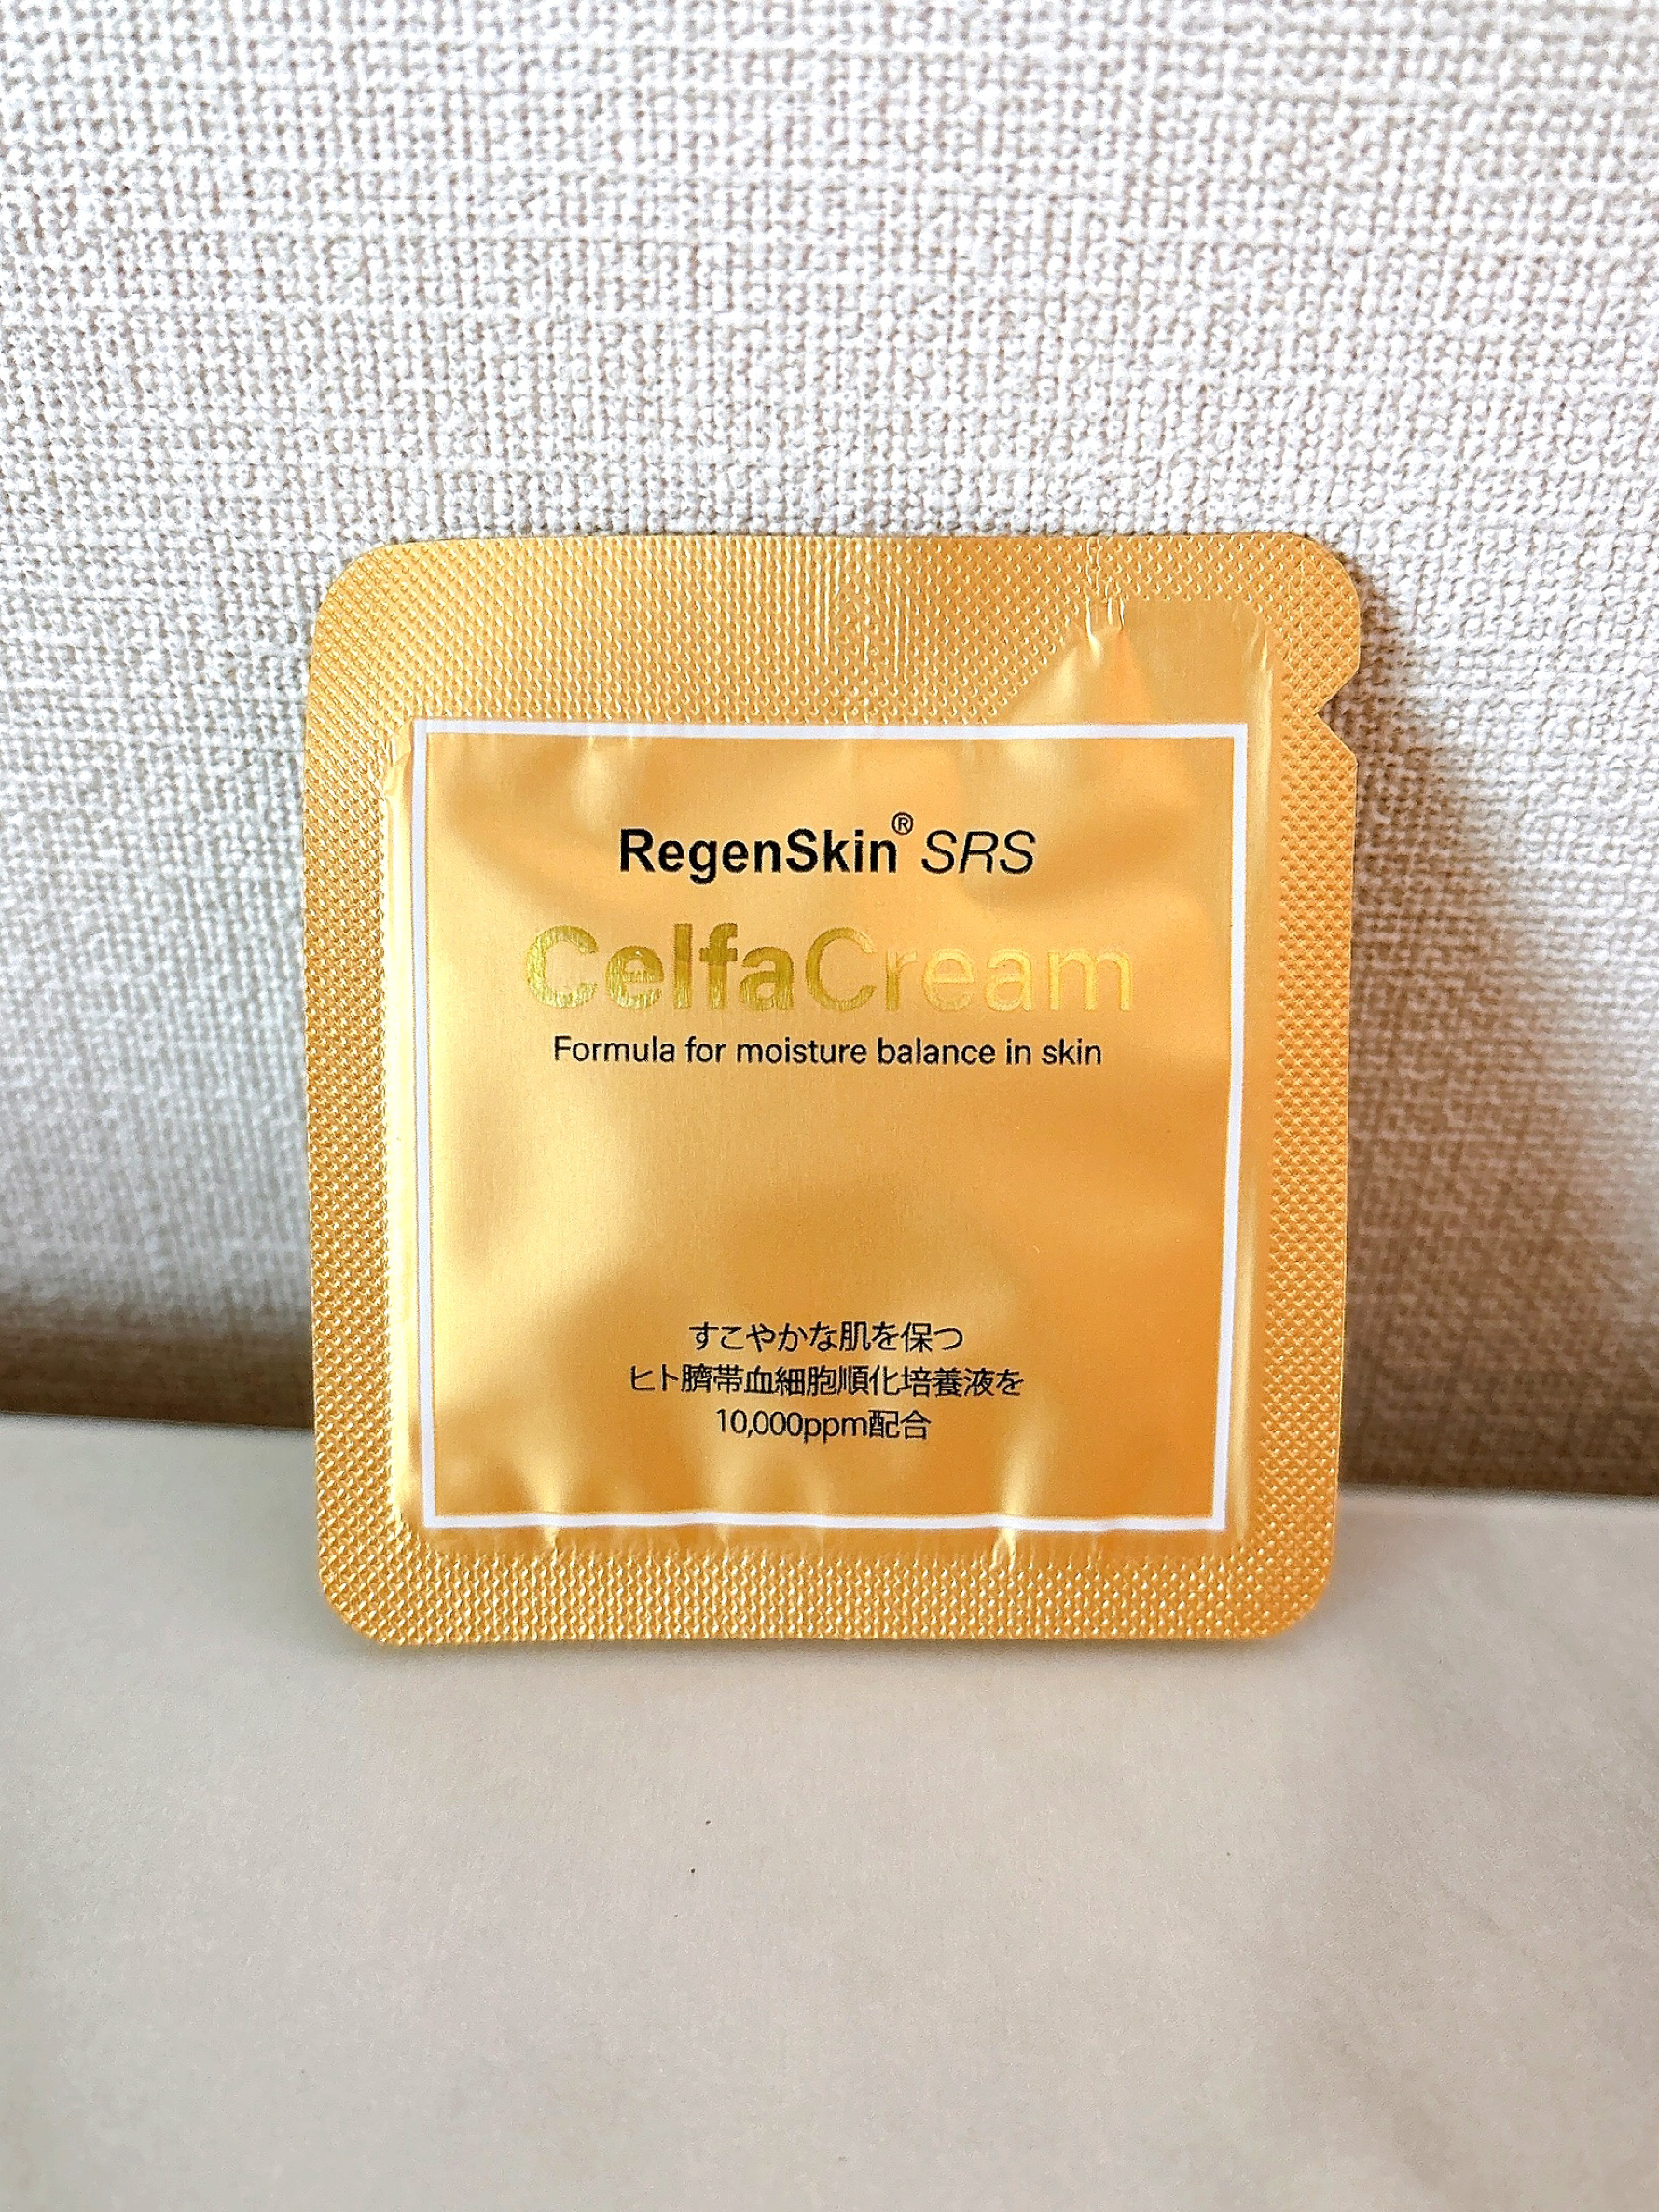 RegenSkin® SRS
CelfaCream
Formula for moisture balance in skin
すこやかな肌を保つ
ヒト臍帯血細胞順化培養液を
10,000ppm配合